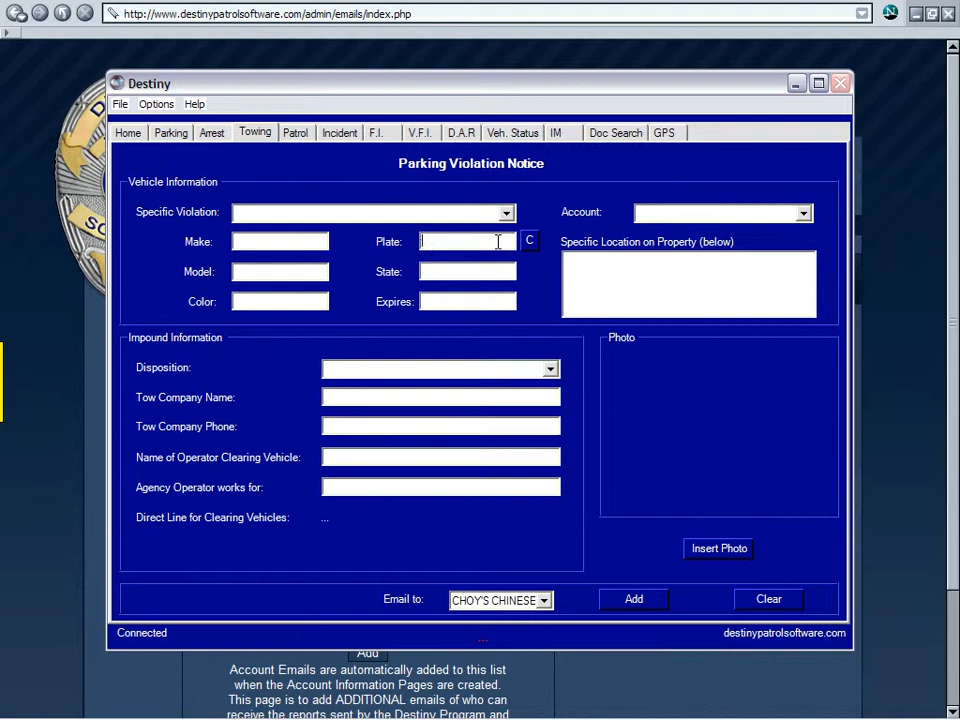 http://www.destinypatrolsoftware.com/admin/emails/index.php
N
Destiny
File Options Help
Home Parking Arrest Towing Patrol Incident F.I. V.F.I. D.A.R Veh. Status IM Doc Search GPS
Parking Violation Notice
Vehicle Information
Specific Violation:
Account:
Make:
Plate:
C
Specific Location on Property (below)
Model:
State:
Color:
Expires:
Impound Information
Photo
Disposition:
Tow Company Name:
Tow Company Phone:
Name of Operator Clearing Vehicle:
Agency Operator works for:
Direct Line for Clearing Vehicles: ...
Insert Photo
Email to: CHOY'S CHINESE Add Clear
Connected ... destinypatrolsoftware.com
Add
Account Emails are automatically added to this list
when the Account Information Pages are created.
This page is to add ADDITIONAL emails of who can
receive the reports sent by the Destiny Program and